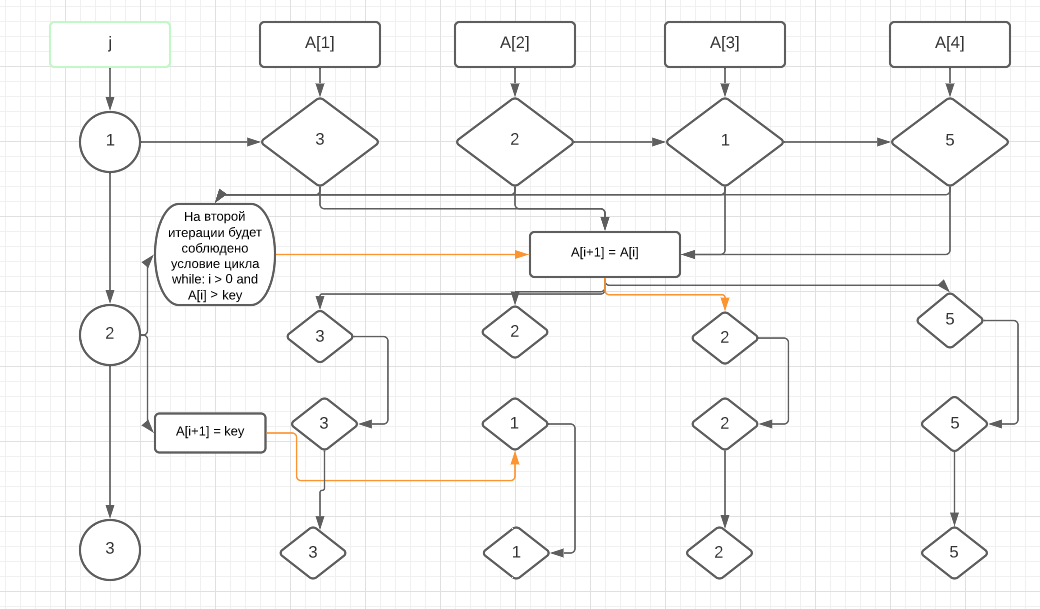 j
A[1]
A[2]
A[3]
A[4]
1
3
2
1
5
На второй
итерации будет
соблюдено
условие цикла
while: i > 0 and
A[i] > key
A[i+1] = A[i]
2
3
2
2
5
A[i+1] = key
3
1
2
5
3
3
1
2
5